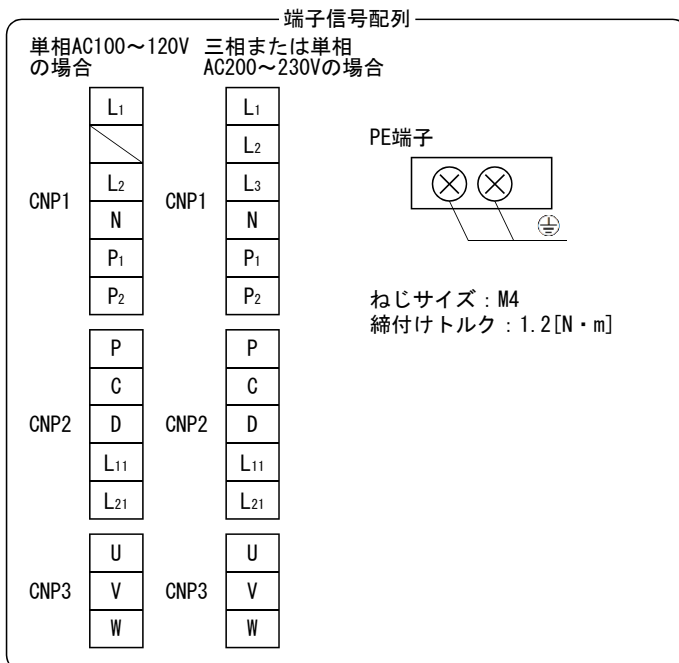 端子信号配列
単相AC100～120V
の場合
L1
L2
CNP1
N
P1
P2
P
C
CNP2
D
L11
L21
U
CNP3
V
W
三相または単相
AC200～230Vの場合
L1
L2
L3
CNP1
N
P1
P2
P
C
CNP2
D
L11
L21
U
CNP3
V
W
PE端子
ねじサイズ：M4
締付けトルク：1.2[N・m]